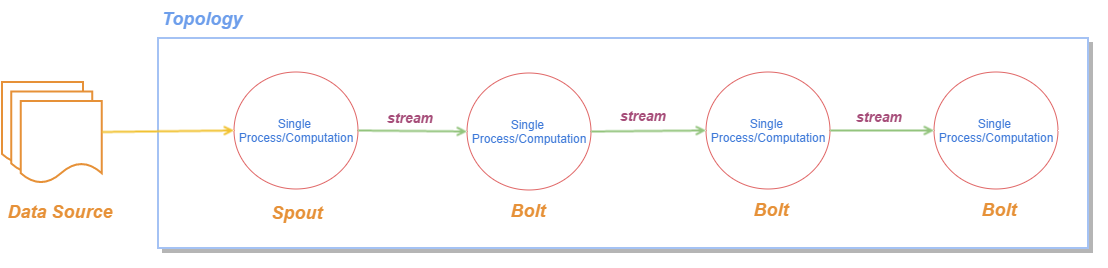 Topology
Single
Process/Computation
stream
Single
Process/Computation
stream
Single
Process/Computation
stream
Single
Process/Computation
Data Source
Spout
Bolt
Bolt
Bolt